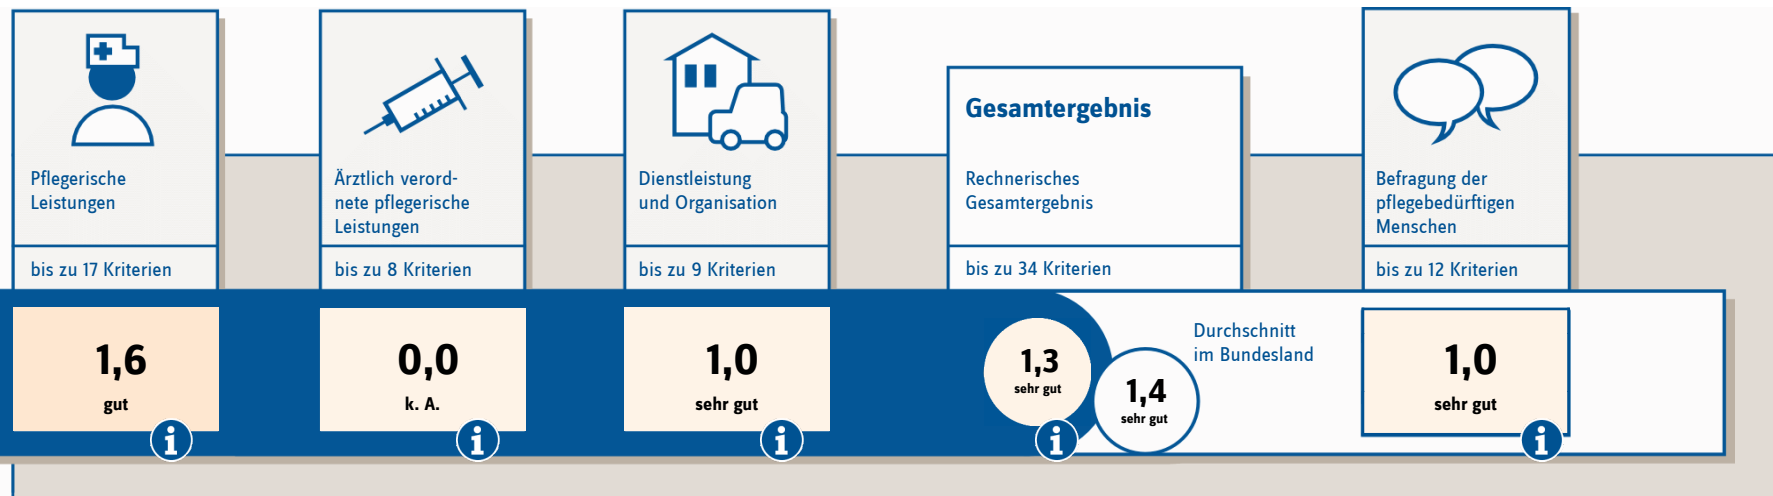 Pflegerische
Leistungen
bis zu 17 Kriterien
1,6
gut
i
Ärztlich verord-
nete pflegerische
Leistungen
bis zu 8 Kriterien
0,0
k. A.
i
Dienstleistung
und Organisation
bis zu 9 Kriterien
1,0
sehr gut
i
Gesamtergebnis
Rechnerisches
Gesamtergebnis
bis zu 34 Kriterien
1,3
sehr gut
i
1,4
sehr gut
Durchschnitt
im Bundesland
Befragung der
pflegebedürftigen
Menschen
bis zu 12 Kriterien
1,0
sehr gut
i